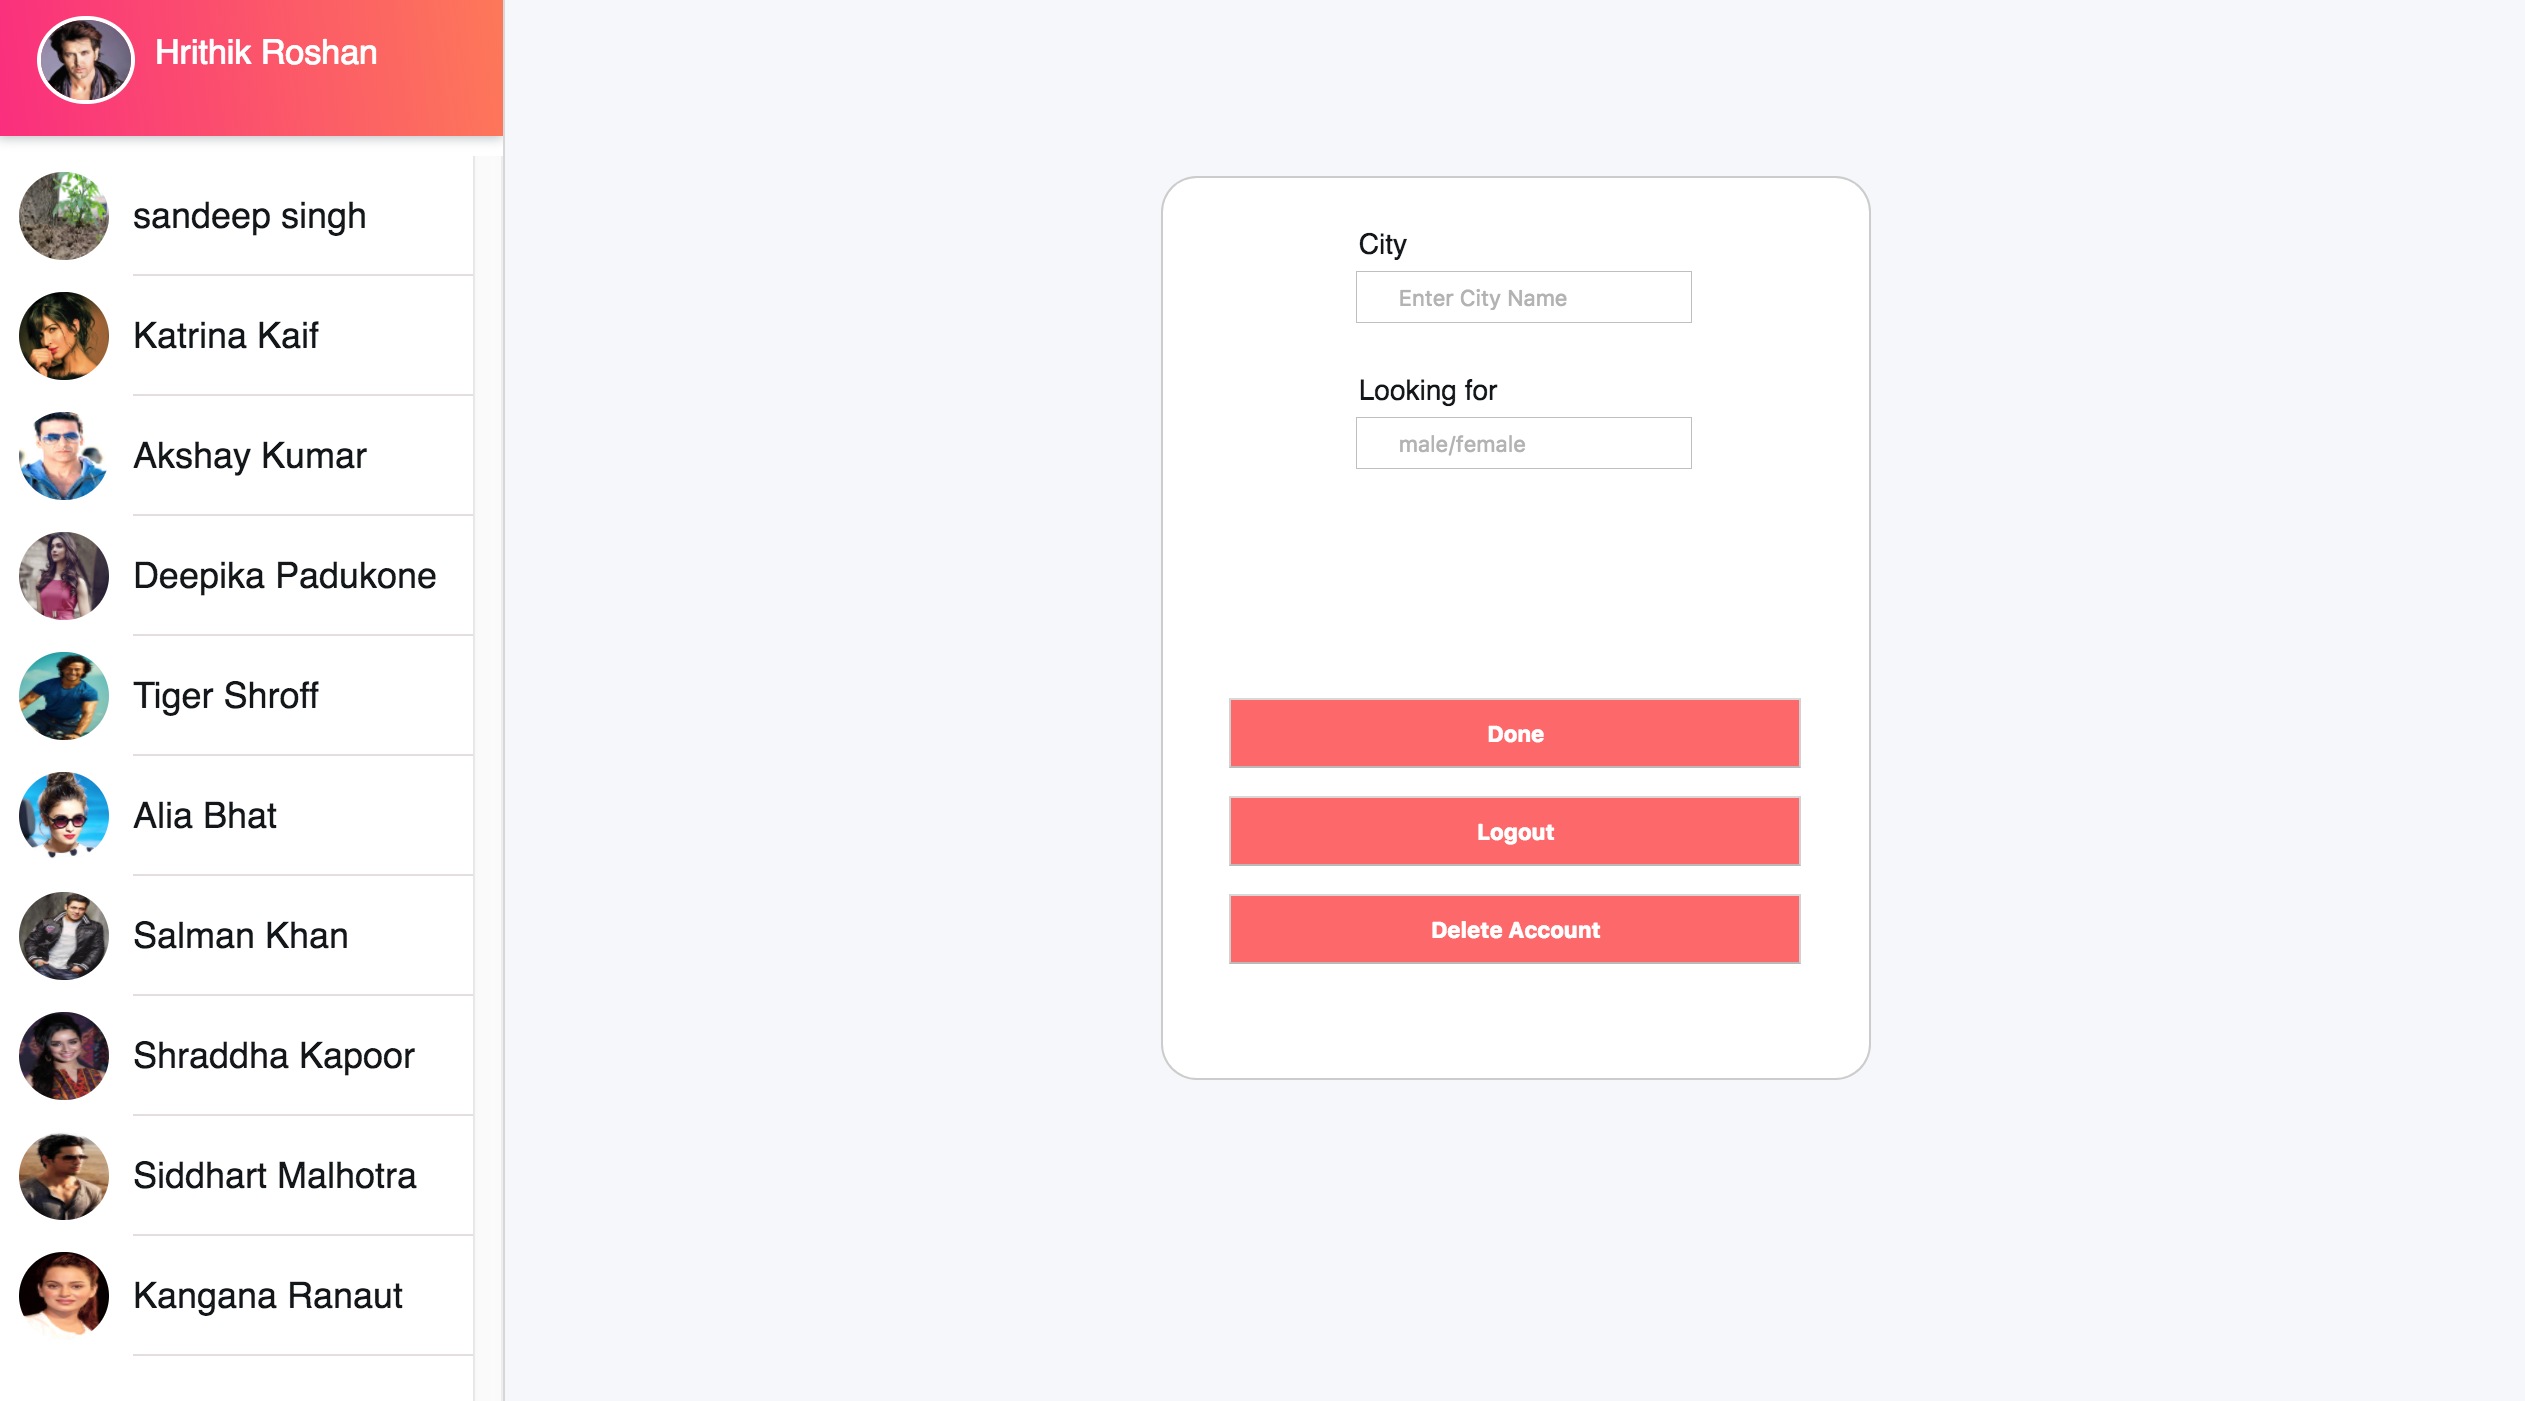 Hrithik Roshan
sandeep singh
Katrina Kaif
Akshay Kumar
Deepika Padukone
Tiger Shroff
Alia Bhat
Salman Khan
Shraddha Kapoor
Siddhart Malhotra
Kangana Ranaut
City
Enter City Name
Looking for
male/female
Done
Logout
Delete Account